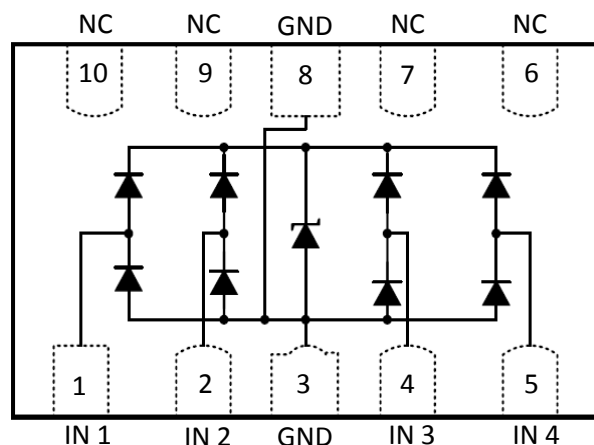 NC NC GND NC NC
10 9 8 7 6
1 2 3 4 5
IN 1 IN 2 GND IN 3 IN 4